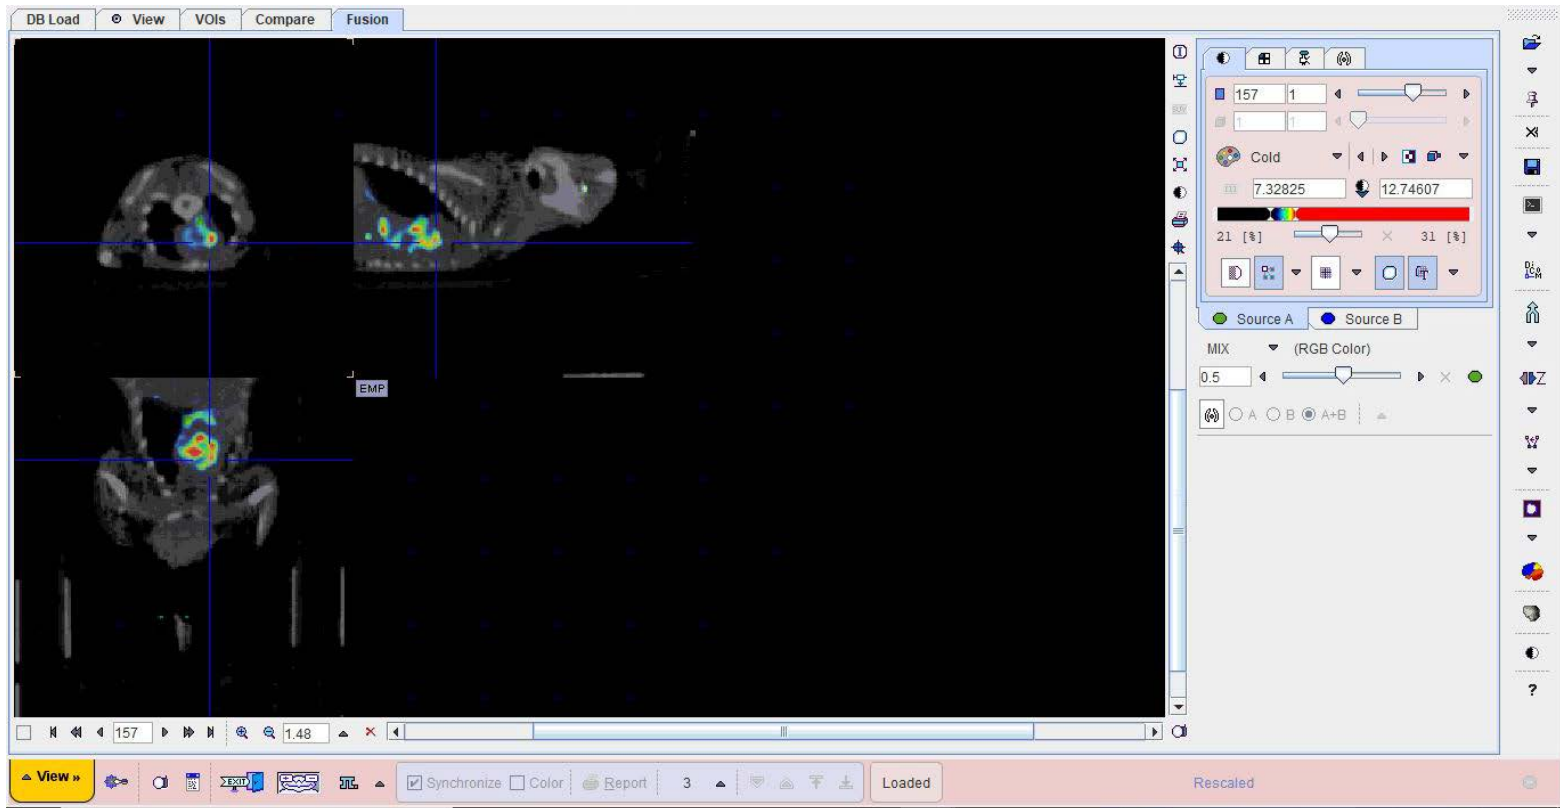 DB Load View VOIs Compare Fusion
157 1
1 1
Cold
7.32825 12.74607
21 [%] 31 [%]
Source A Source B
MIX (RGB Color)
0.5
A B A+B
EMP
157 1.48
View » EXIT Synchronize Color Report 3 Loaded Rescaled
Z
?